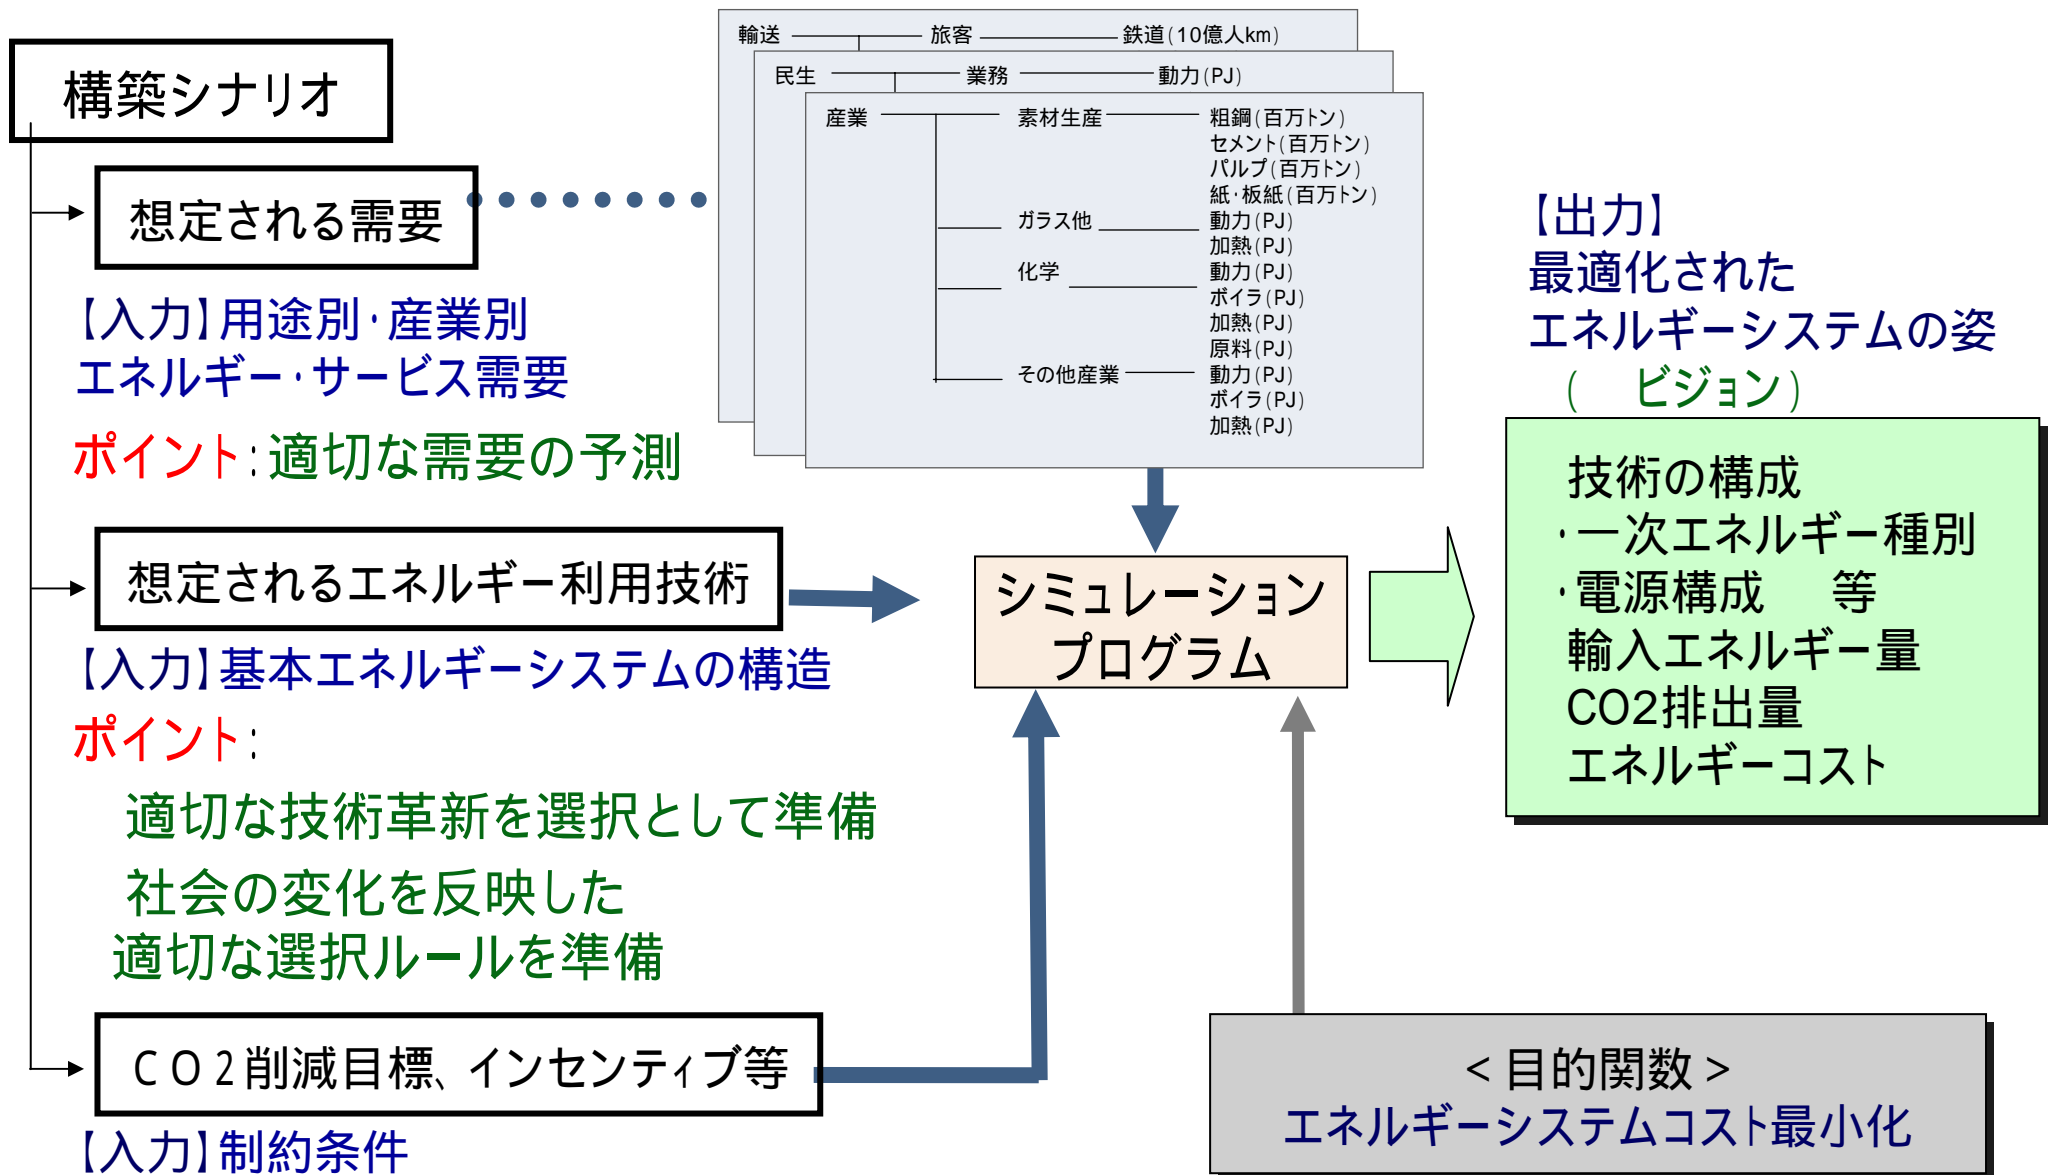 構築シナリオ
想定される需要
【入力】用途別・産業別
エネルギー・サービス需要
ポイント:適切な需要の予測
想定されるエネルギー利用技術
【入力】基本エネルギーシステムの構造
ポイント:
適切な技術革新を選択として準備
社会の変化を反映した
適切な選択ルールを準備
CO2削減目標、インセンティブ等
【入力】制約条件
輸送 旅客 鉄道(10億人km)
民生 業務 動力(PJ)
産業 素材生産 粗鋼(百万トン)
セメント(百万トン)
パルプ(百万トン)
紙・板紙(百万トン)
ガラス他 動力(PJ)
加熱(PJ)
化学 動力(PJ)
ボイラ(PJ)
加熱(PJ)
原料(PJ)
その他産業 動力(PJ)
ボイラ(PJ)
加熱(PJ)
シミュレーション
プログラム
<目的関数>
エネルギーシステムコスト最小化
【出力】
最適化された
エネルギーシステムの姿
( ビジョン)
技術の構成
・一次エネルギー種別
・電源構成 等
輸入エネルギー量
CO2排出量
エネルギーコスト